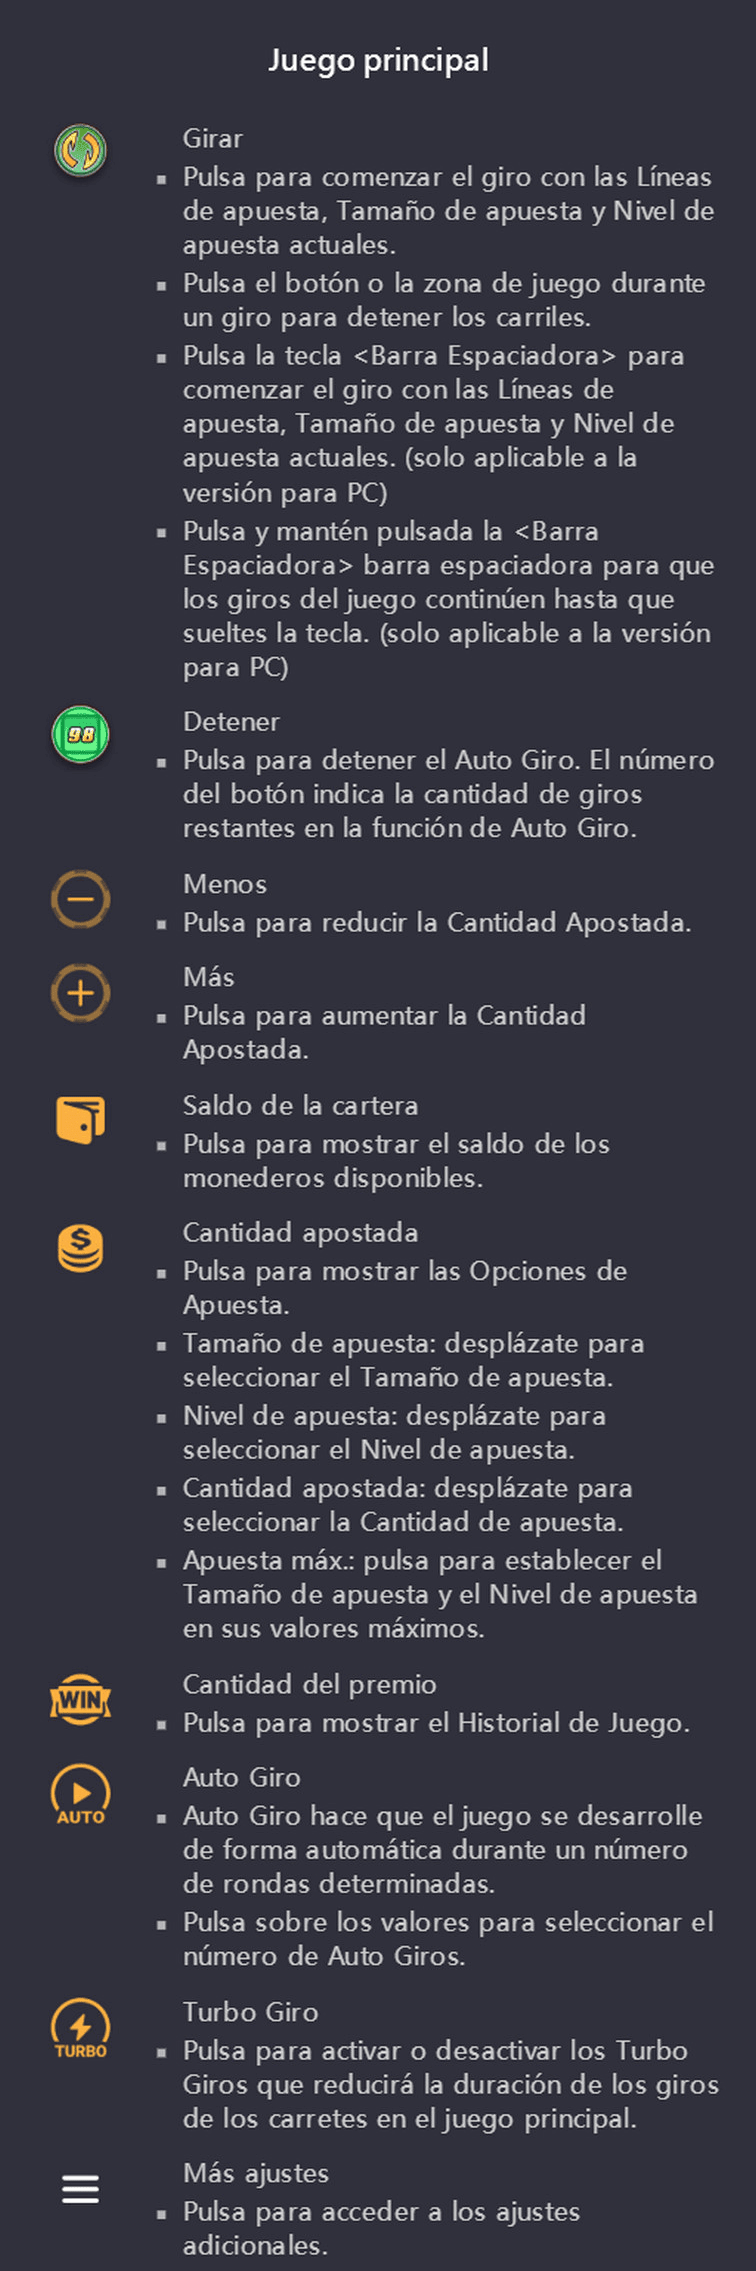 Juego principal
Girar
▪ Pulsa para comenzar el giro con las Líneas
de apuesta, Tamaño de apuesta y Nivel de
apuesta actuales.
▪ Pulsa el botón o la zona de juego durante
un giro para detener los carriles.
▪ Pulsa la tecla <Barra Espaciadora> para
comenzar el giro con las Líneas de
apuesta, Tamaño de apuesta y Nivel de
apuesta actuales. (solo aplicable a la
versión para PC)
▪ Pulsa y mantén pulsada la <Barra
Espaciadora> barra espaciadora para que
los giros del juego continúen hasta que
sueltes la tecla. (solo aplicable a la versión
para PC)
98
Detener
▪ Pulsa para detener el Auto Giro. El número
del botón indica la cantidad de giros
restantes en la función de Auto Giro.
Menos
▪ Pulsa para reducir la Cantidad Apostada.
Más
▪ Pulsa para aumentar la Cantidad
Apostada.
Saldo de la cartera
▪ Pulsa para mostrar el saldo de los
monederos disponibles.
$
Cantidad apostada
▪ Pulsa para mostrar las Opciones de
Apuesta.
▪ Tamaño de apuesta: desplázate para
seleccionar el Tamaño de apuesta.
▪ Nivel de apuesta: desplázate para
seleccionar el Nivel de apuesta.
▪ Cantidad apostada: desplázate para
seleccionar la Cantidad de apuesta.
▪ Apuesta máx.: pulsa para establecer el
Tamaño de apuesta y el Nivel de apuesta
en sus valores máximos.
WIN
Cantidad del premio
▪ Pulsa para mostrar el Historial de Juego.
AUTO
Auto Giro
▪ Auto Giro hace que el juego se desarrolle
de forma automática durante un número
de rondas determinadas.
▪ Pulsa sobre los valores para seleccionar el
número de Auto Giros.
TURBO
Turbo Giro
▪ Pulsa para activar o desactivar los Turbo
Giros que reducirá la duración de los giros
de los carretes en el juego principal.
Más ajustes
▪ Pulsa para acceder a los ajustes
adicionales.